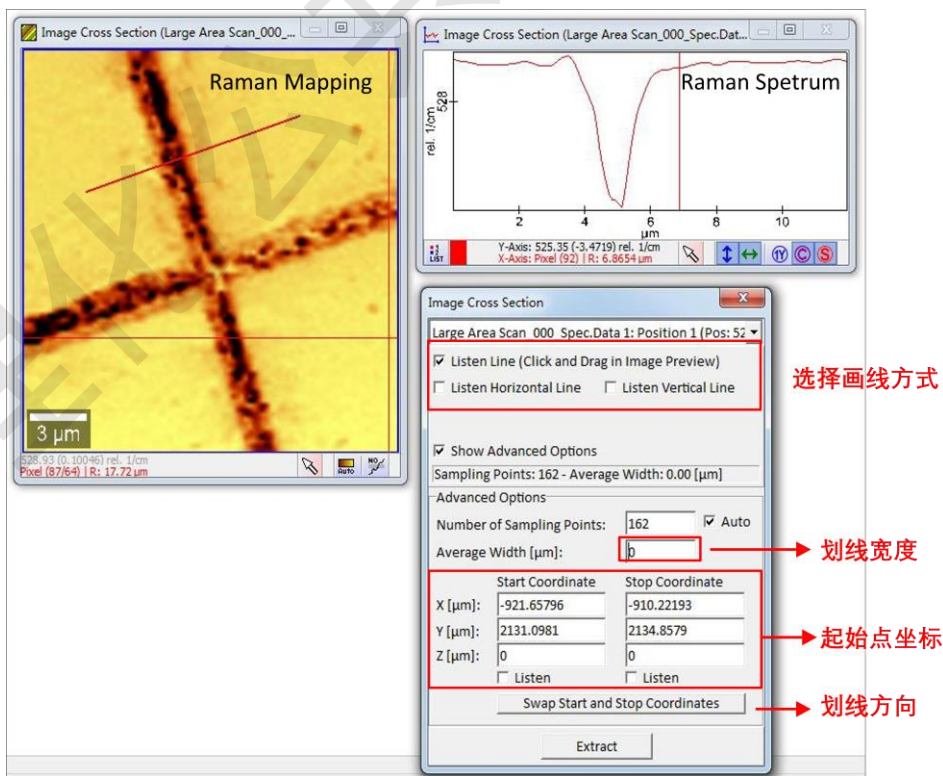 Image Cross Section (Large Area Scan_000_...
Raman Mapping
3 µm
528.93 (0.10046) rel. 1/cm
Pixel (87/64) | R: 17.72 µm
Auto
NO
Image Cross Section (Large Area Scan_000_Spec.Dat...
Raman Spetrum
528
rel. 1/cm
2 4 6 8 10
µm
LIST
Y-Axis: 525.35 (-3.4719) rel. 1/cm
X-Axis: Pixel (92) | R: 6.8654 µm
1Y C S
Image Cross Section
Large Area Scan_000_Spec.Data 1: Position 1 (Pos: 52
Listen Line (Click and Drag in Image Preview)
Listen Horizontal Line Listen Vertical Line
选择画线方式
Show Advanced Options
Sampling Points: 162 - Average Width: 0.00 [µm]
Advanced Options
Number of Sampling Points: 162 Auto
Average Width [µm]: 0
划线宽度
Start Coordinate Stop Coordinate
X [µm]: -921.65796 -910.22193
Y [µm]: 2131.0981 2134.8579
Z [µm]: 0 0
起始点坐标
Listen Listen
Swap Start and Stop Coordinates
划线方向
Extract